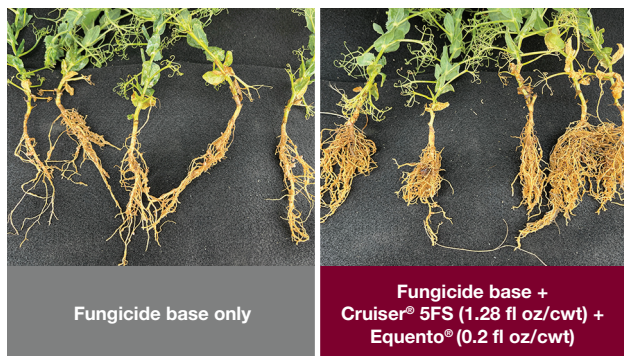 Fungicide base only
Fungicide base +
Cruiser® 5FS (1.28 fl oz/cwt) +
Equento® (0.2 fl oz/cwt)